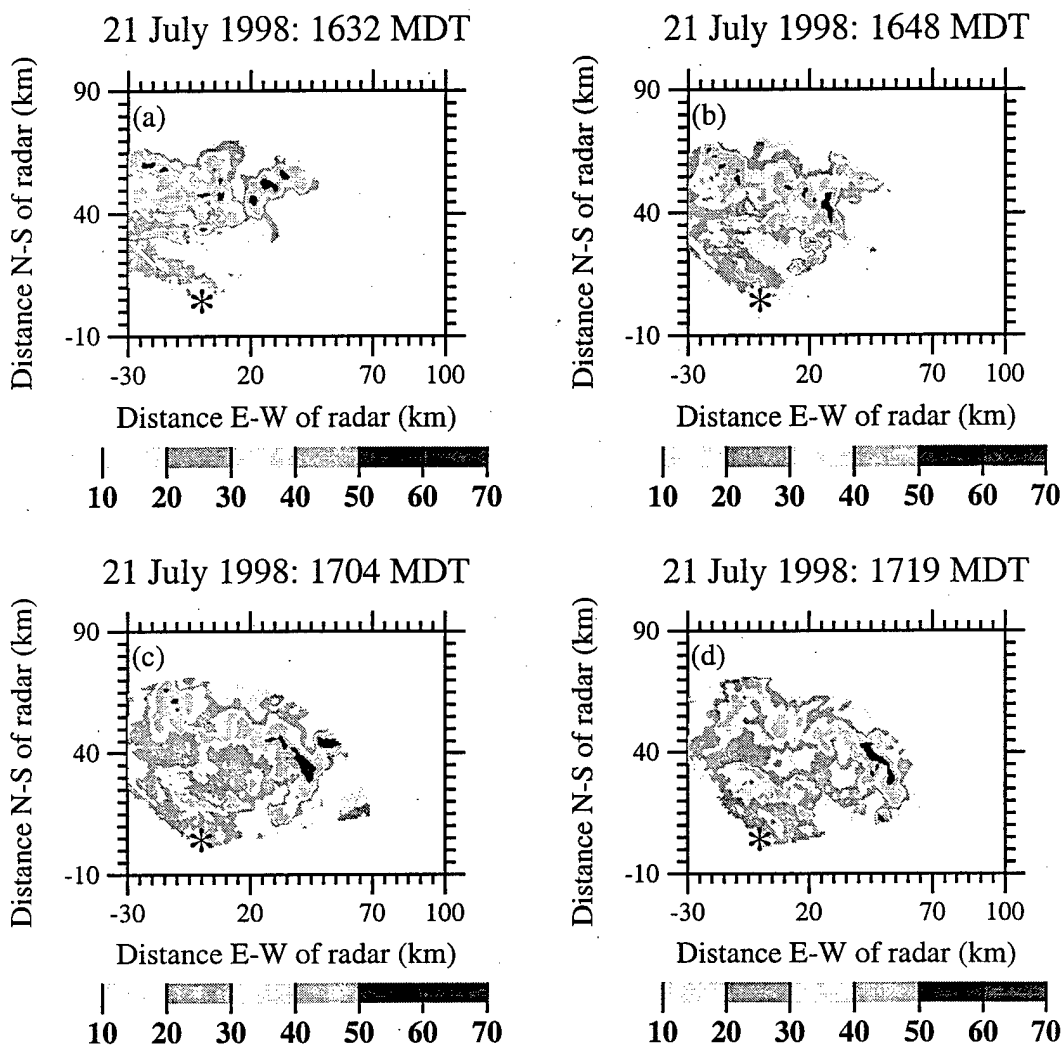 21 July 1998: 1632 MDT
Distance N-S of radar (km)
90
40
-10
(a)
-30 20 70 100
Distance E-W of radar (km)
10 20 30 40 50 60 70
21 July 1998: 1648 MDT
Distance N-S of radar (km)
90
40
-10
(b)
-30 20 70 100
Distance E-W of radar (km)
10 20 30 40 50 60 70
21 July 1998: 1704 MDT
Distance N-S of radar (km)
90
40
-10
(c)
-30 20 70 100
Distance E-W of radar (km)
10 20 30 40 50 60 70
21 July 1998: 1719 MDT
Distance N-S of radar (km)
90
40
-10
(d)
-30 20 70 100
Distance E-W of radar (km)
10 20 30 40 50 60 70